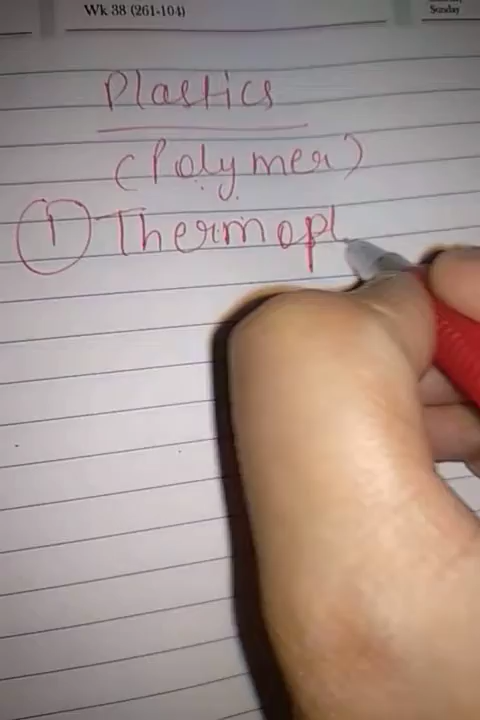 Wk 38 (261-104)
Sunday
Plastics
(Polymer)
1 Thermopl